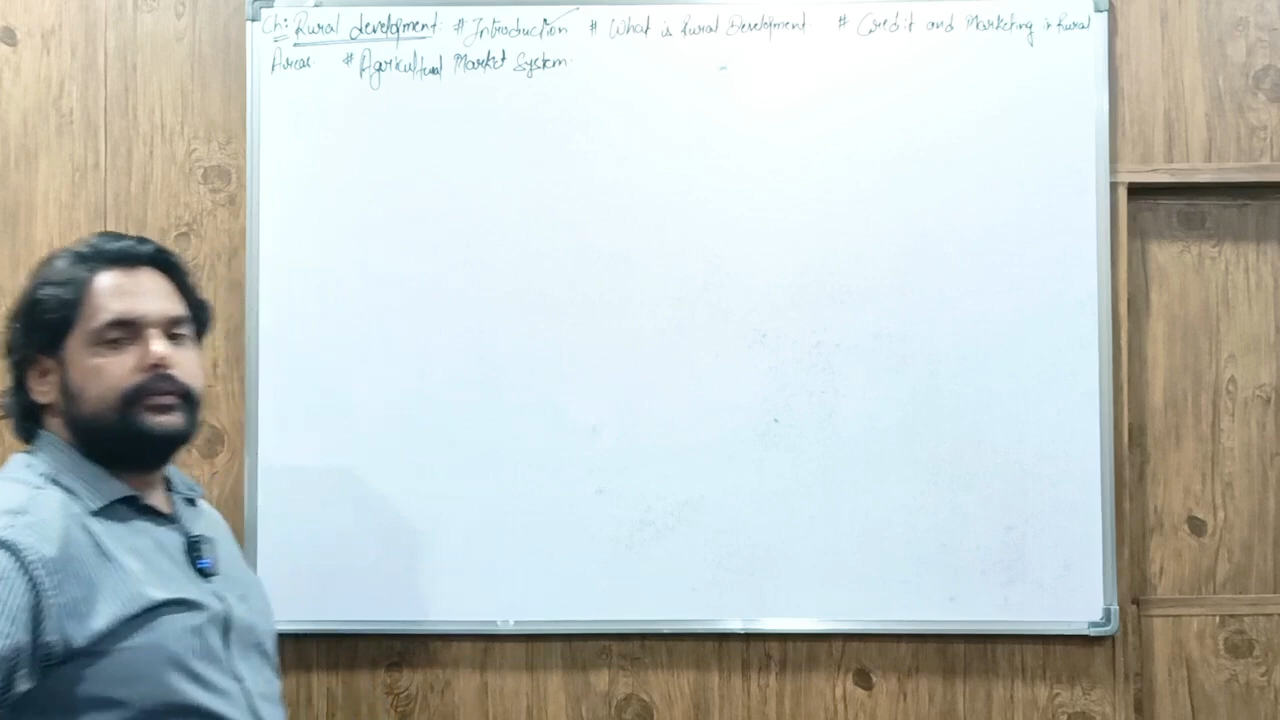 Ch: Rural development: # Introduction # What is Rural Development # Credit and Marketing in Rural
Areas. # Agricultural Market System.